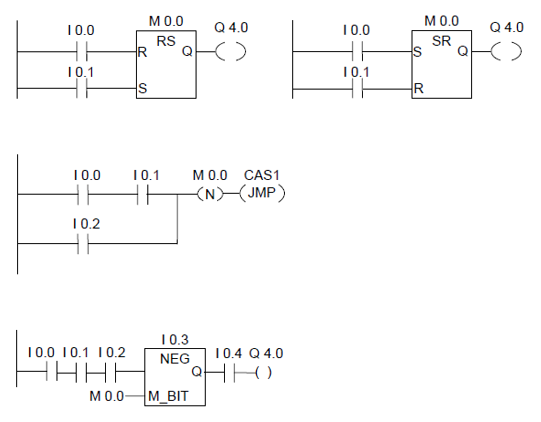 M 0.0
I 0.0 RS Q 4.0
R Q
I 0.1
S
M 0.0
I 0.0 SR Q 4.0
S Q
I 0.1
R
I 0.0 I 0.1 M 0.0 CAS1
N JMP
I 0.2
I 0.3
I 0.0 I 0.1 I 0.2 NEG I 0.4 Q 4.0
Q
M 0.0 M_BIT